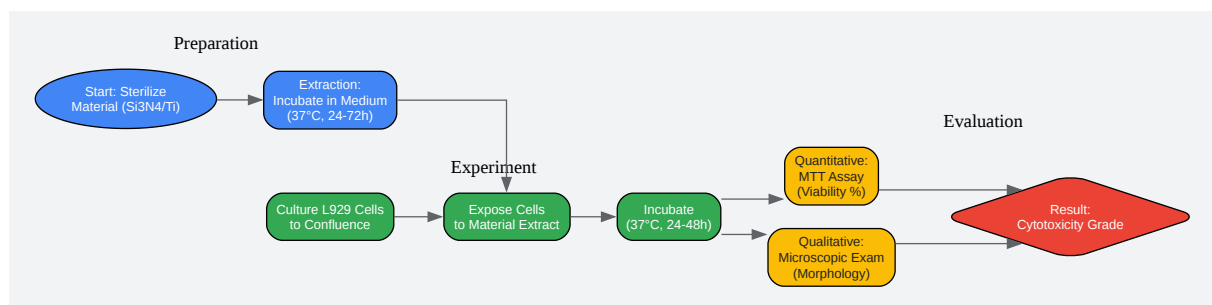 Preparation
Start: Sterilize
Material (Si3N4/Ti)
Extraction:
Incubate in Medium
(37°C, 24-72h)
Experiment
Culture L929 Cells
to Confluence
Expose Cells
to Material Extract
Incubate
(37°C, 24-48h)
Evaluation
Quantitative:
MTT Assay
(Viability %)
Qualitative:
Microscopic Exam
(Morphology)
Result:
Cytotoxicity Grade